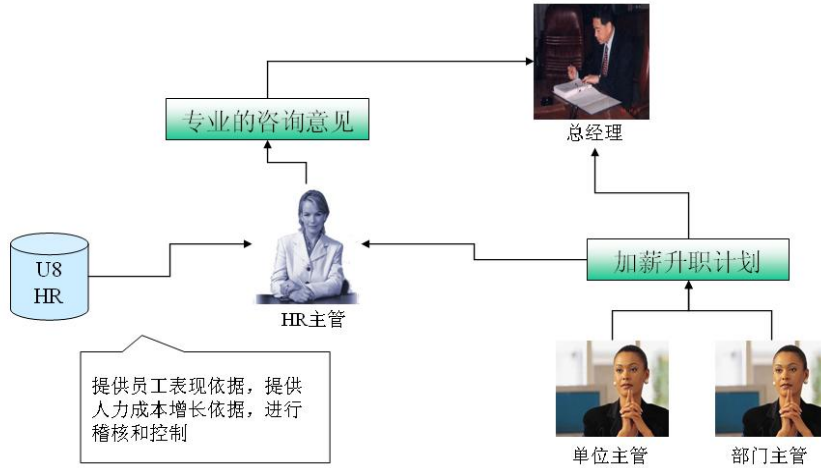 专业的咨询意见
总经理
U8
HR
加薪升职计划
HR主管
提供员工表现依据，提供
人力成本增长依据，进行
稽核和控制
单位主管
部门主管